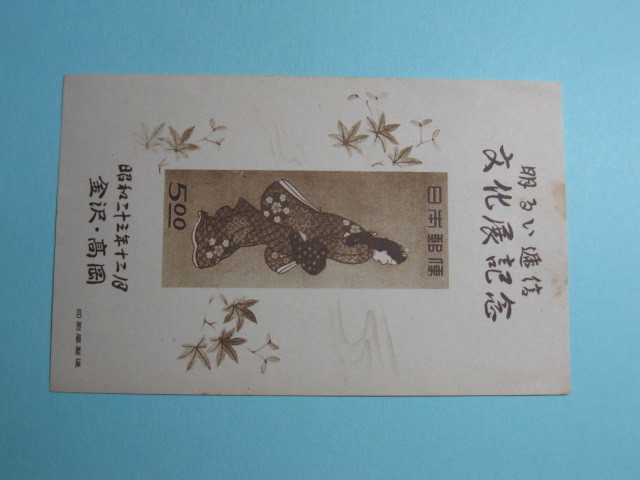 明るい逓信
文化展記念
日本郵便
5.00
昭和二十三年十二月
金沢・高岡
印刷局製造